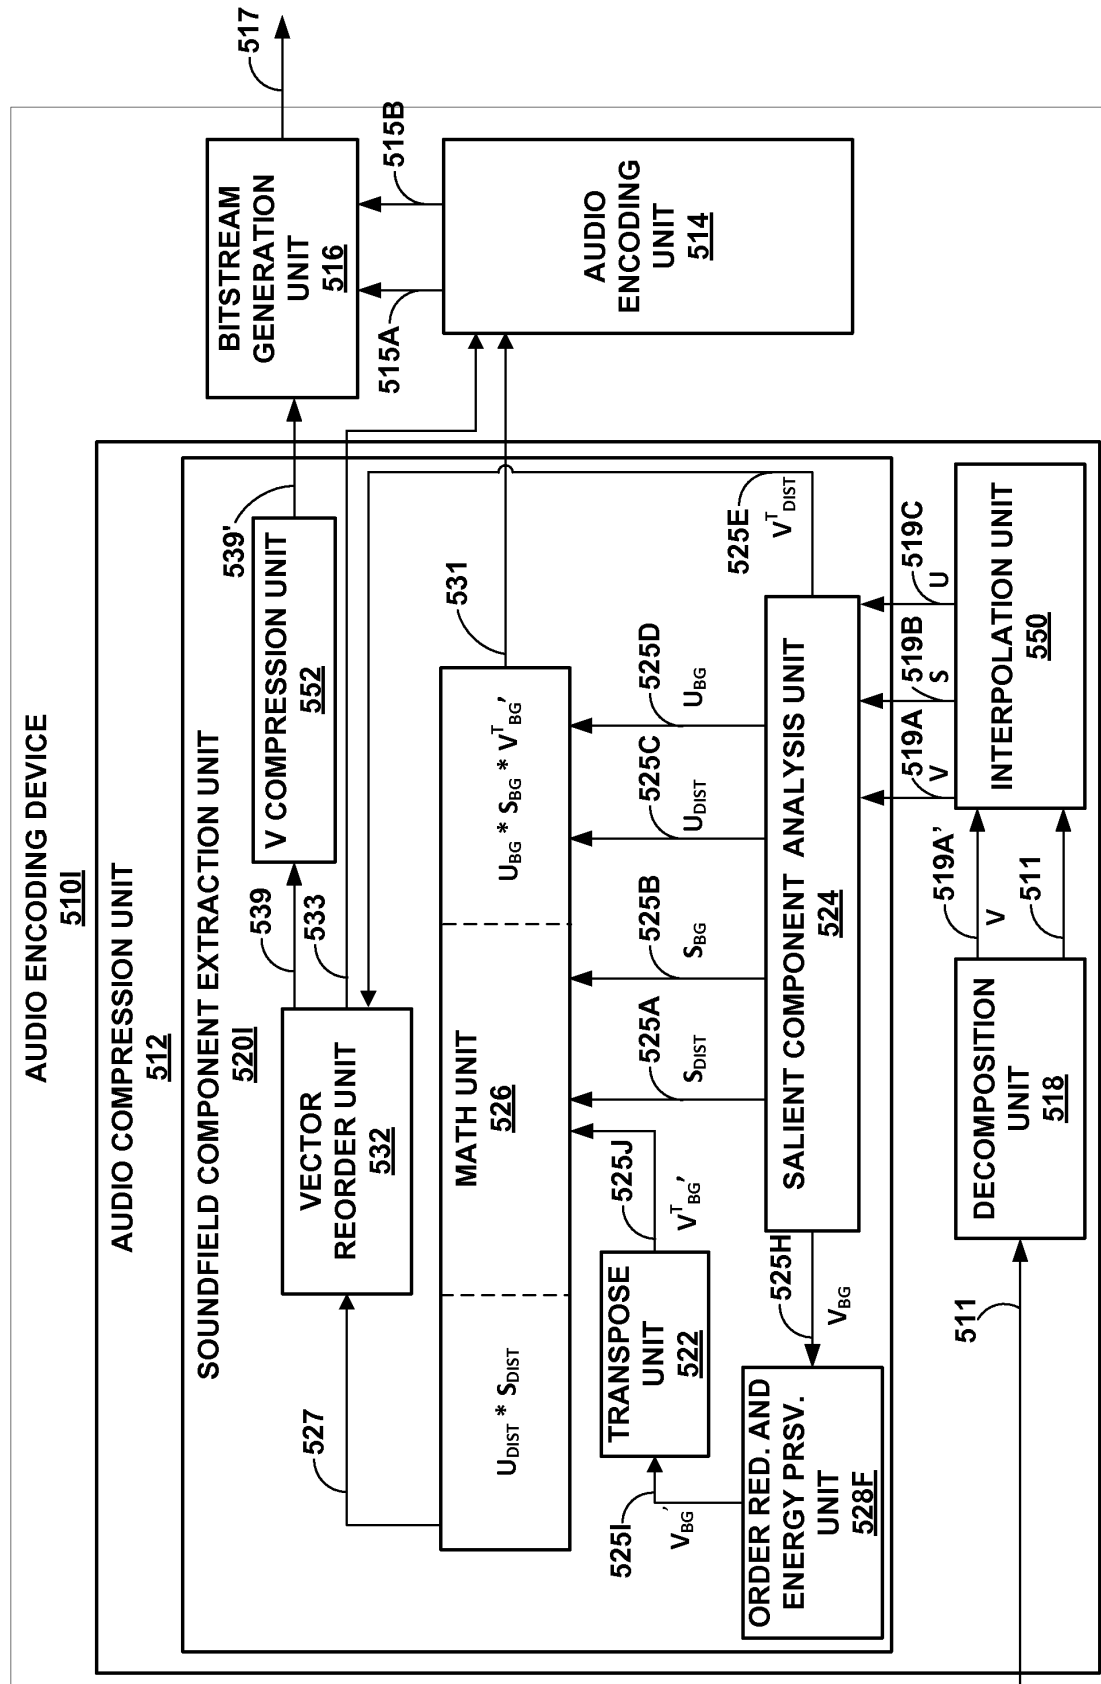 AUDIO ENCODING DEVICE
510I
AUDIO COMPRESSION UNIT
512
SOUNDFIELD COMPONENT EXTRACTION UNIT
520I
527
VECTOR
REORDER UNIT
532
539
533
V COMPRESSION UNIT
552
539'
BITSTREAM
GENERATION
UNIT
516
517
515A
515B
AUDIO
ENCODING
UNIT
514
U_DIST * S_DIST
MATH UNIT
526
U_BG * S_BG * V^T_BG'
531
525I
V_BG'
TRANSPOSE
UNIT
522
525J
V^T_BG'
525A
S_DIST
525B
S_BG
525C
U_DIST
525D
U_BG
525E
V^T_DIST
ORDER RED. AND
ENERGY PRSV.
UNIT
528F
525H
V_BG
SALIENT COMPONENT ANALYSIS UNIT
524
519A
V
519B
S
519C
U
511
DECOMPOSITION
UNIT
518
519A'
V
511
INTERPOLATION UNIT
550